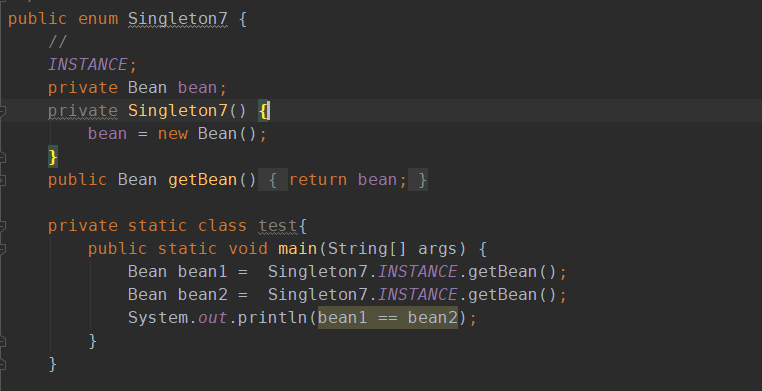 public enum Singleton7 {
//
INSTANCE;
private Bean bean;
private Singleton7() {
bean = new Bean();
}
public Bean getBean() { return bean; }
private static class test{
public static void main(String[] args) {
Bean bean1 =  Singleton7.INSTANCE.getBean();
Bean bean2 =  Singleton7.INSTANCE.getBean();
System.out.println(bean1 == bean2);
}
}